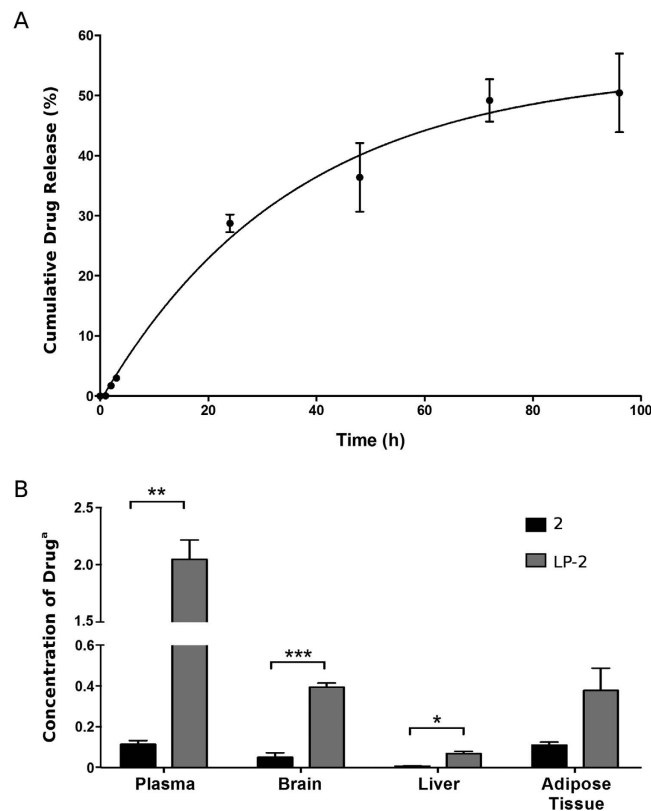 A
Cumulative Drug Release (%)
60
50
40
30
20
10
0
0 20 40 60 80 100
Time (h)
B
Concentration of Drugᵃ
2.5
2.0
1.5
0.6
0.4
0.2
0.0
**
***
*
2
LP-2
Plasma Brain Liver Adipose
Tissue